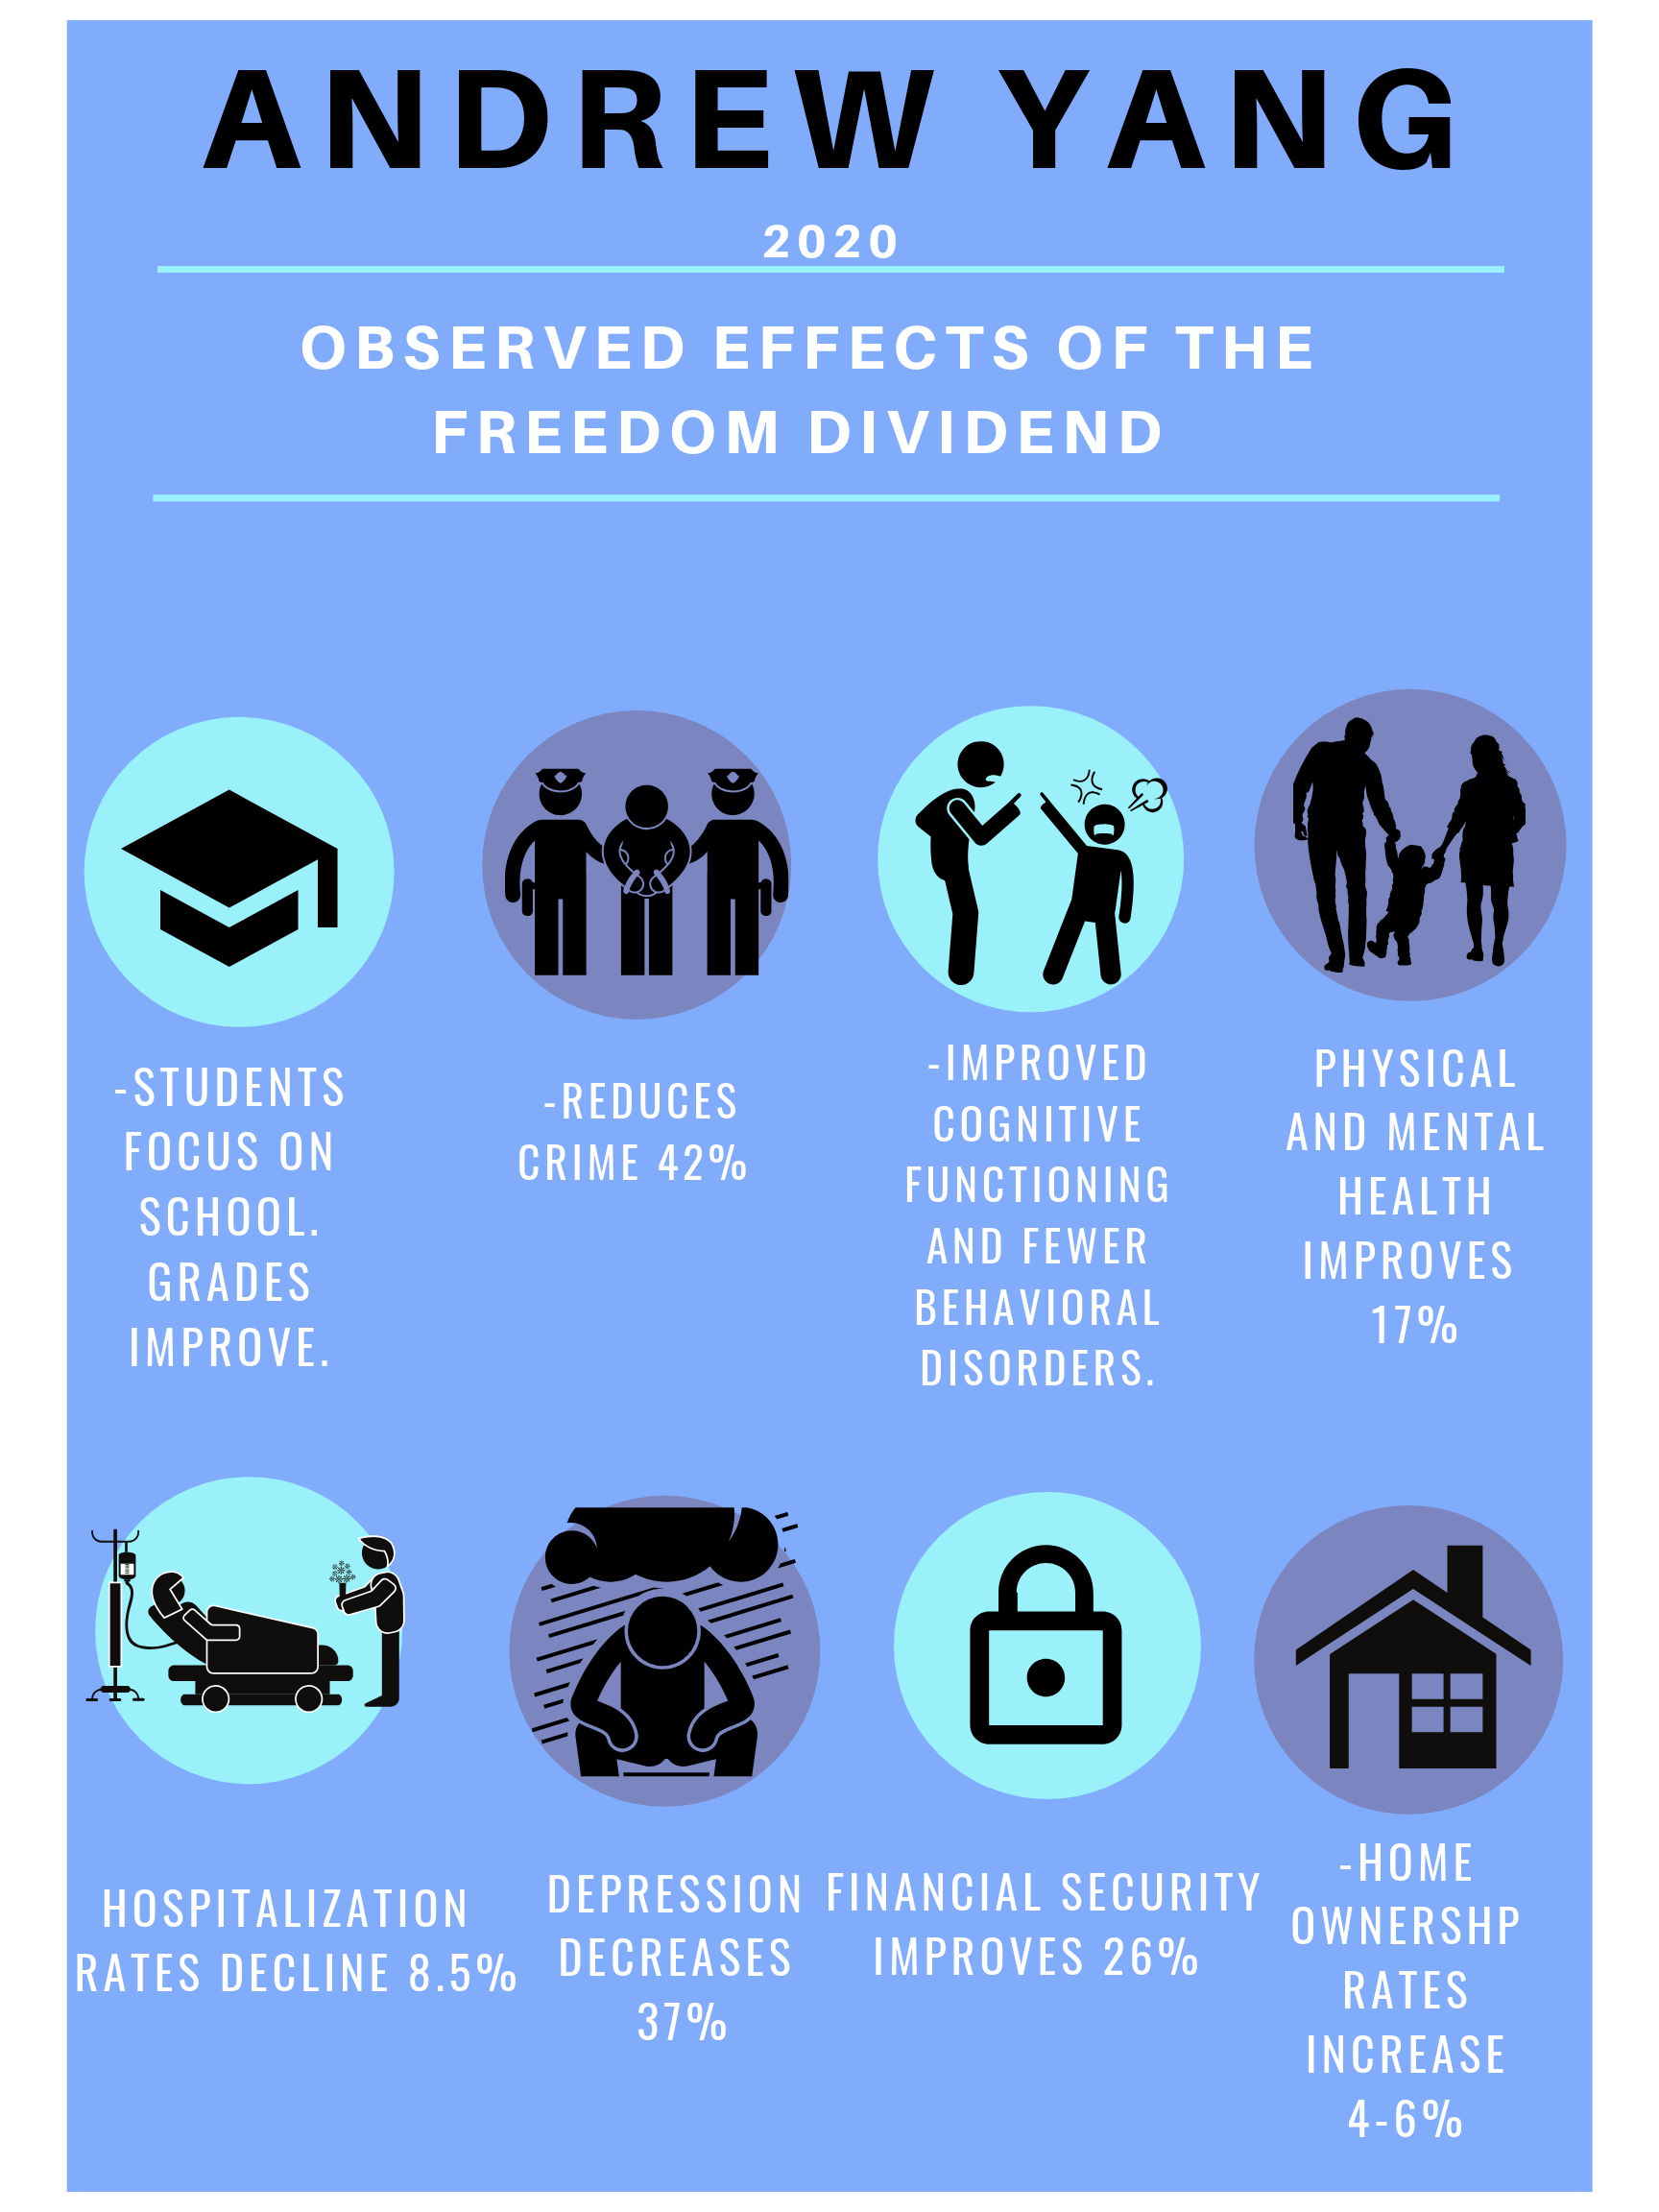 ANDREW YANG
2020
OBSERVED EFFECTS OF THE
FREEDOM DIVIDEND
-STUDENTS
FOCUS ON
SCHOOL.
GRADES
IMPROVE.
-REDUCES
CRIME 42%
-IMPROVED
COGNITIVE
FUNCTIONING
AND FEWER
BEHAVIORAL
DISORDERS.
PHYSICAL
AND MENTAL
HEALTH
IMPROVES
17%
HOSPITALIZATION
RATES DECLINE 8.5%
DEPRESSION
DECREASES
37%
FINANCIAL SECURITY
IMPROVES 26%
-HOME
OWNERSHP
RATES
INCREASE
4-6%